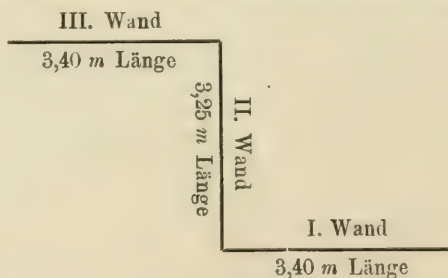 III. Wand
3,40 m Länge
II. Wand
3,25 m Länge
I. Wand
3,40 m Länge